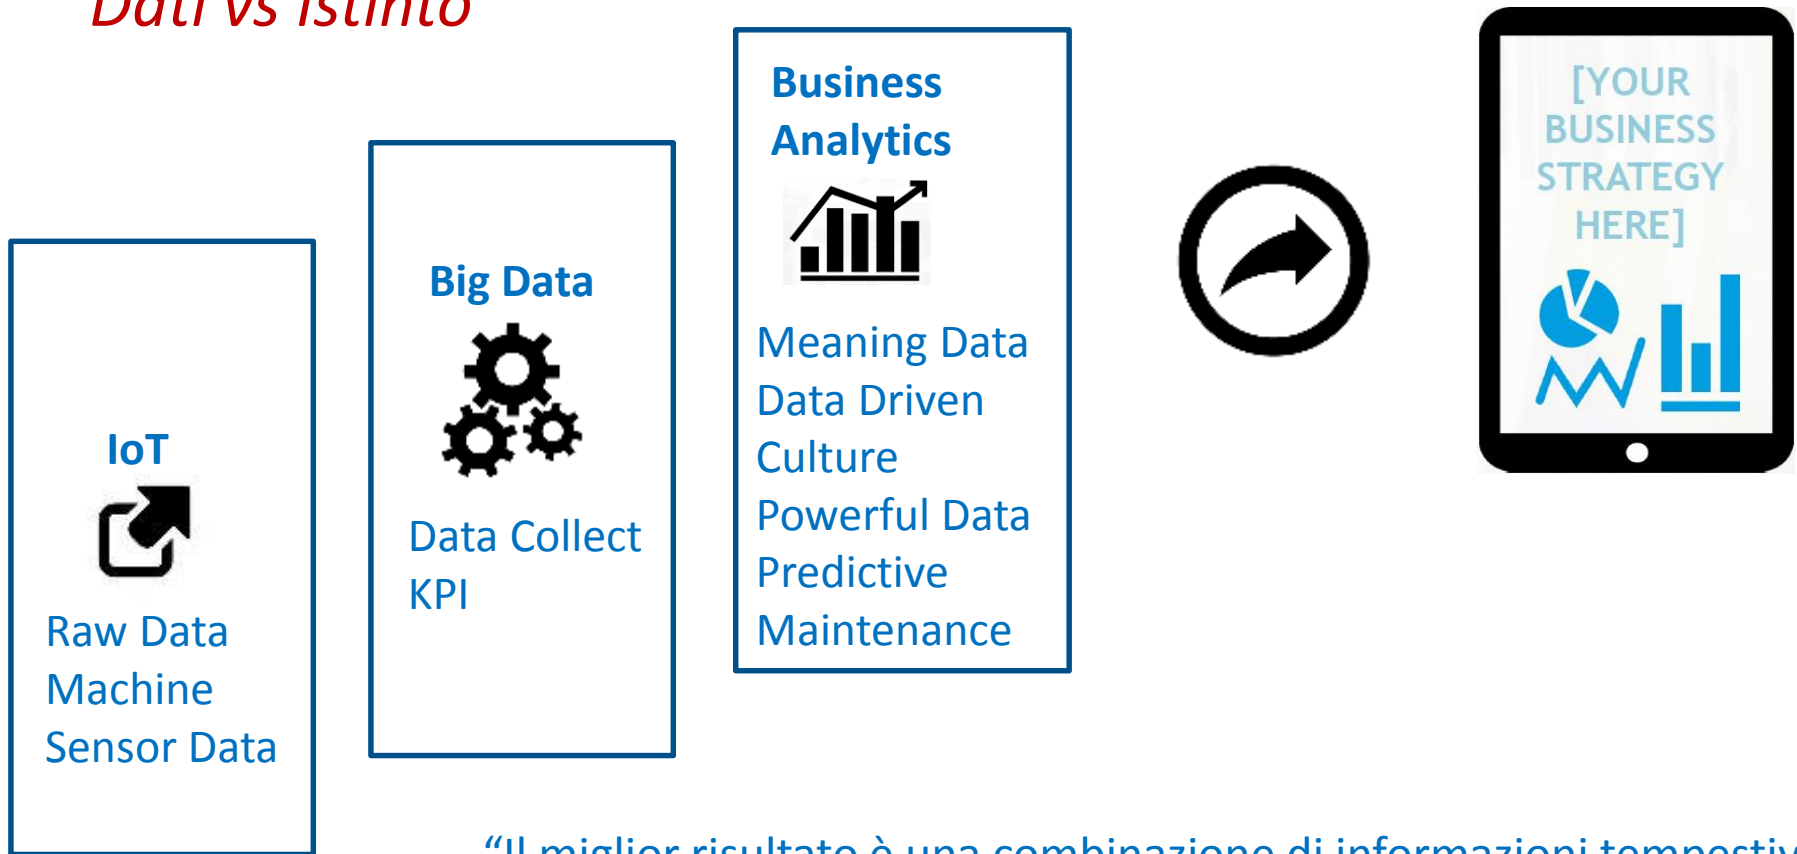 Dati vs Istinto
IoT
Raw Data
Machine
Sensor Data
Big Data
Data Collect
KPI
Business
Analytics
Meaning Data
Data Driven
Culture
Powerful Data
Predictive
Maintenance
[YOUR
BUSINESS
STRATEGY
HERE]
“Il miglior risultato è una combinazione di informazioni